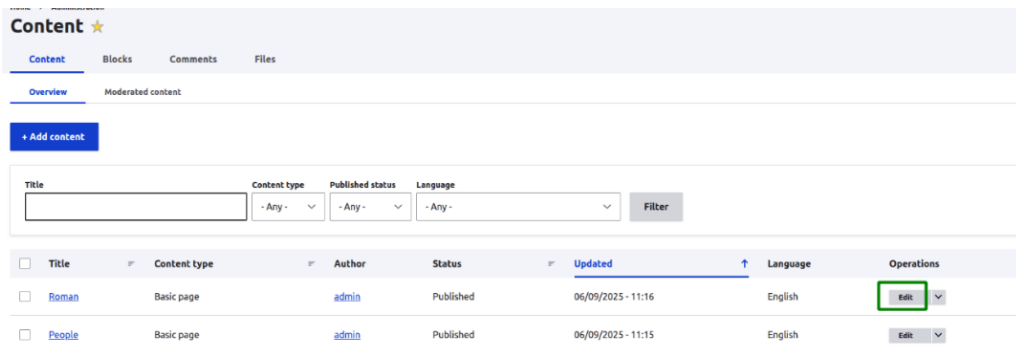 Home > Administration
Content
Content Blocks Comments Files
Overview Moderated content
+ Add content
Title Content type Published status Language
- Any - - Any - - Any - Filter
Title Content type Author Status Updated Language Operations
Roman Basic page admin Published 06/09/2025 - 11:16 English Edit
People Basic page admin Published 06/09/2025 - 11:15 English Edit